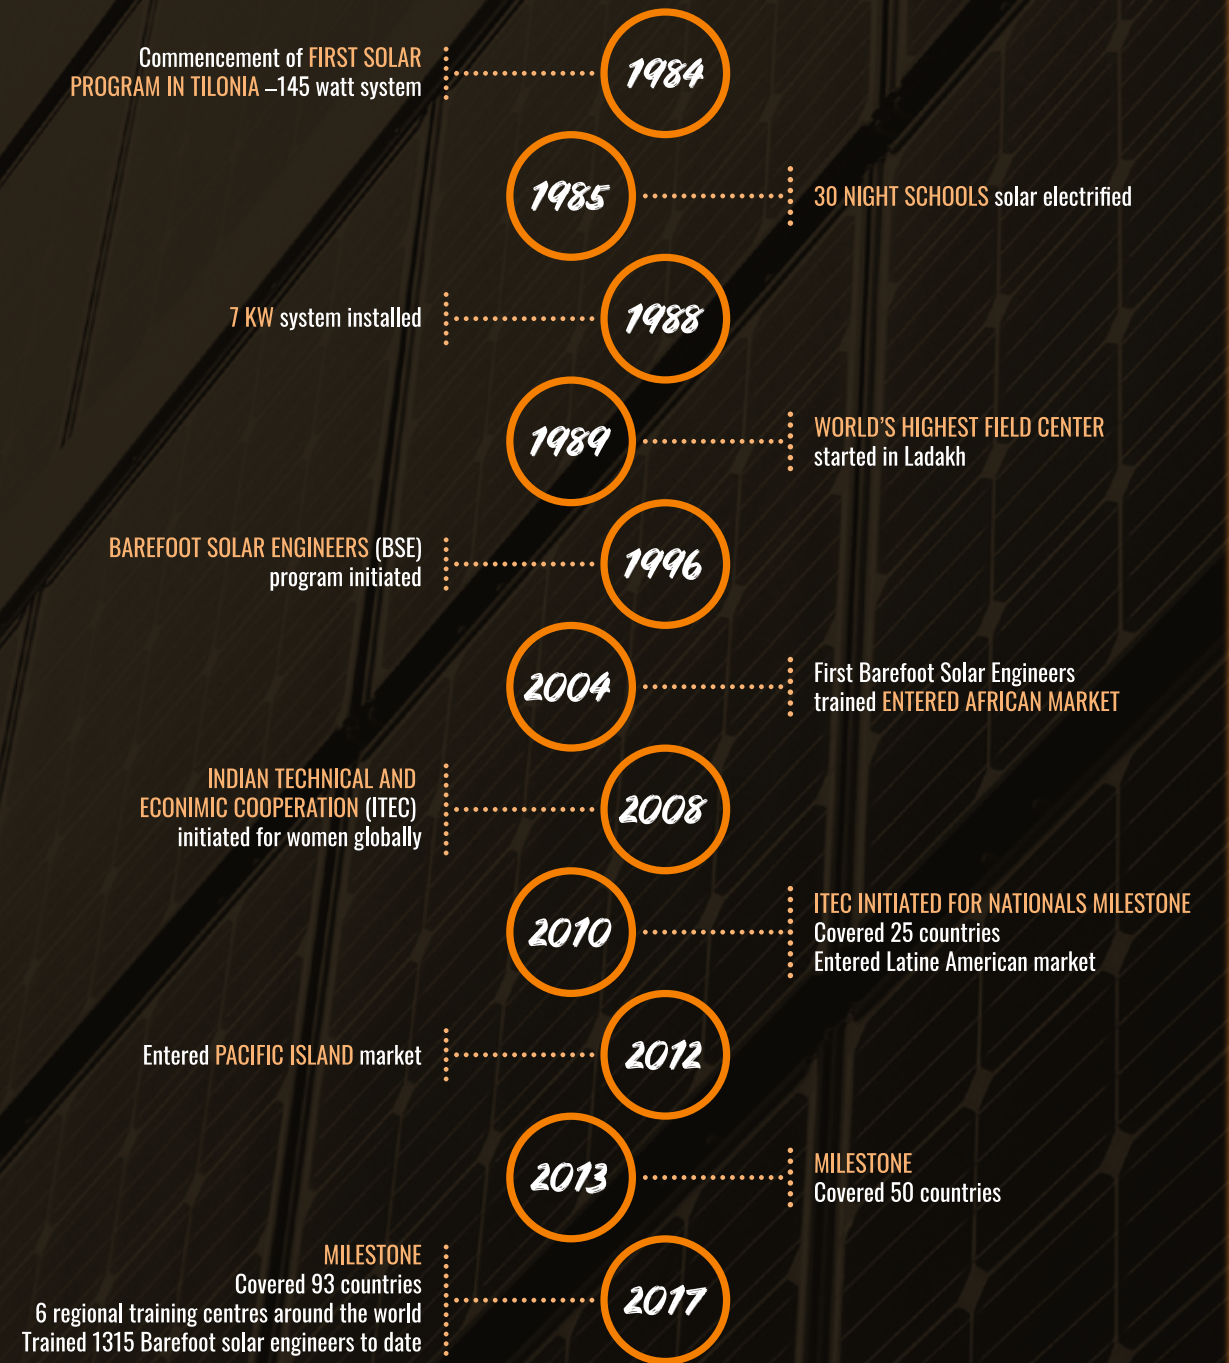 Commencement of FIRST SOLAR
PROGRAM IN TILONIA –145 watt system
1984
1985
30 NIGHT SCHOOLS solar electrified
7 KW system installed
1988
1989
WORLD'S HIGHEST FIELD CENTER
started in Ladakh
BAREFOOT SOLAR ENGINEERS (BSE)
program initiated
1996
2004
First Barefoot Solar Engineers
trained ENTERED AFRICAN MARKET
INDIAN TECHNICAL AND
ECONIMIC COOPERATION (ITEC)
initiated for women globally
2008
2010
ITEC INITIATED FOR NATIONALS MILESTONE
Covered 25 countries
Entered Latine American market
Entered PACIFIC ISLAND market
2012
2013
MILESTONE
Covered 50 countries
MILESTONE
Covered 93 countries
6 regional training centres around the world
Trained 1315 Barefoot solar engineers to date
2017